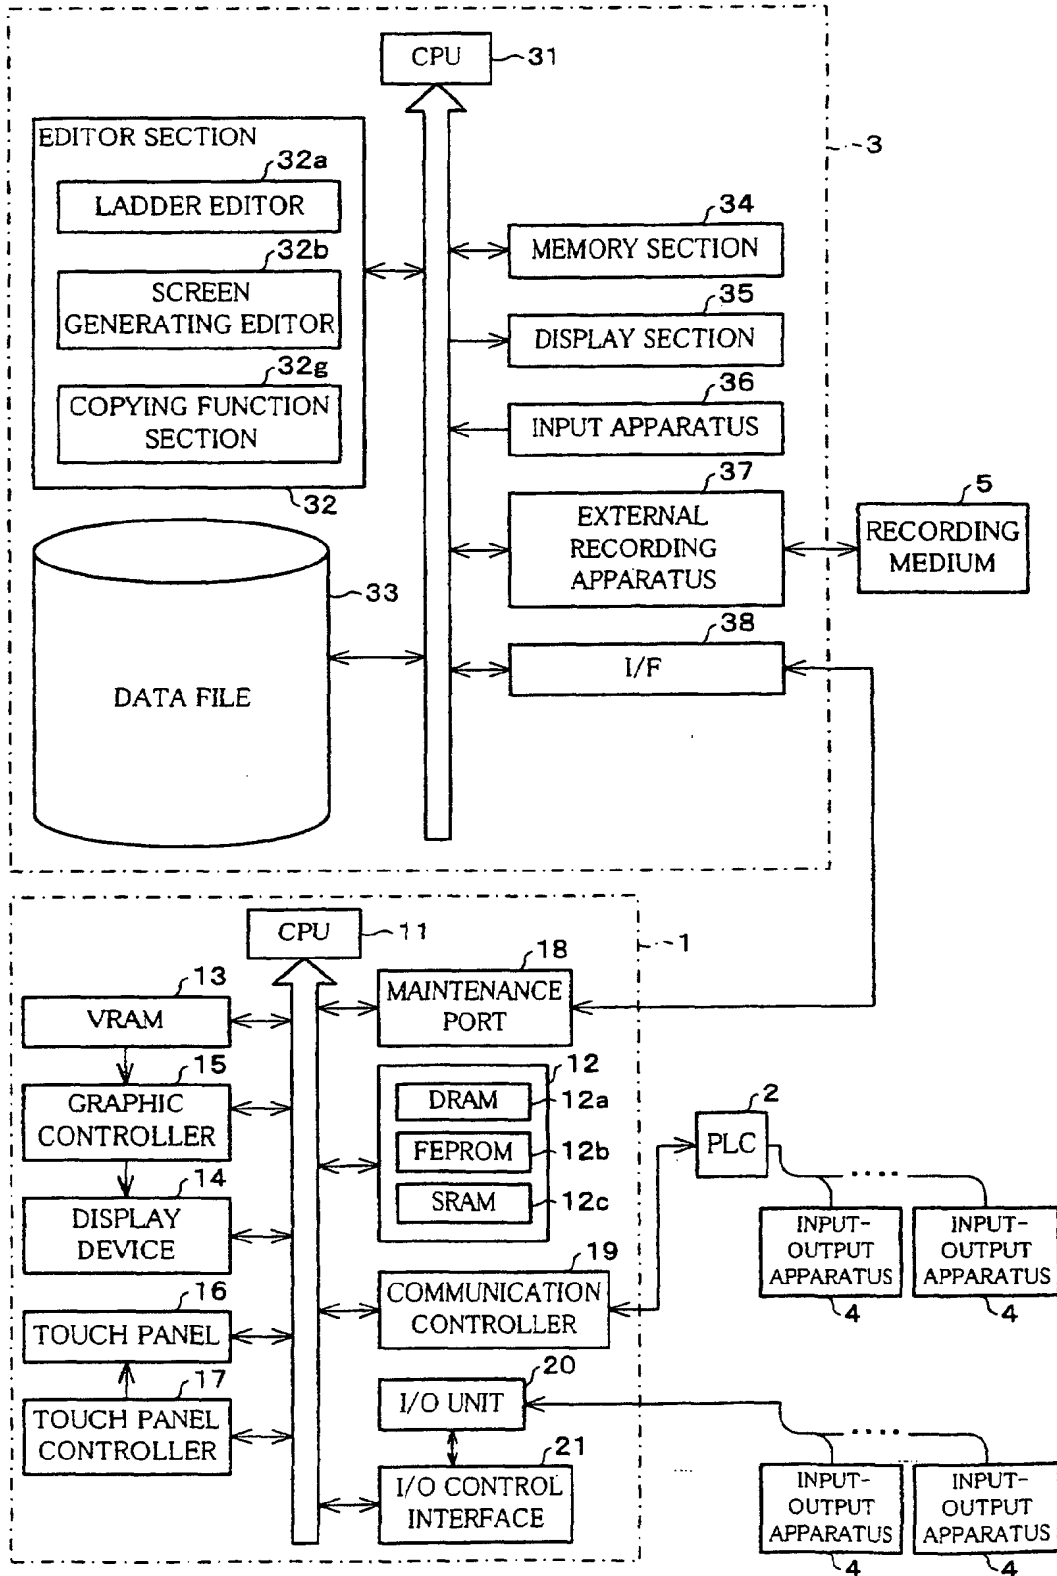 CPU
31
3
EDITOR SECTION
32a
LADDER EDITOR
32b
SCREEN
GENERATING EDITOR
32g
COPYING FUNCTION
SECTION
32
34
MEMORY SECTION
35
DISPLAY SECTION
36
INPUT APPARATUS
37
EXTERNAL
RECORDING
APPARATUS
5
RECORDING
MEDIUM
33
DATA FILE
38
I/F
CPU
11
1
13
VRAM
15
GRAPHIC
CONTROLLER
14
DISPLAY
DEVICE
16
TOUCH PANEL
17
TOUCH PANEL
CONTROLLER
18
MAINTENANCE
PORT
12
DRAM
12a
FEPROM
12b
SRAM
12c
19
COMMUNICATION
CONTROLLER
20
I/O UNIT
21
I/O CONTROL
INTERFACE
2
PLC
INPUT-
OUTPUT
APPARATUS
4
INPUT-
OUTPUT
APPARATUS
4
INPUT-
OUTPUT
APPARATUS
4
INPUT-
OUTPUT
APPARATUS
4